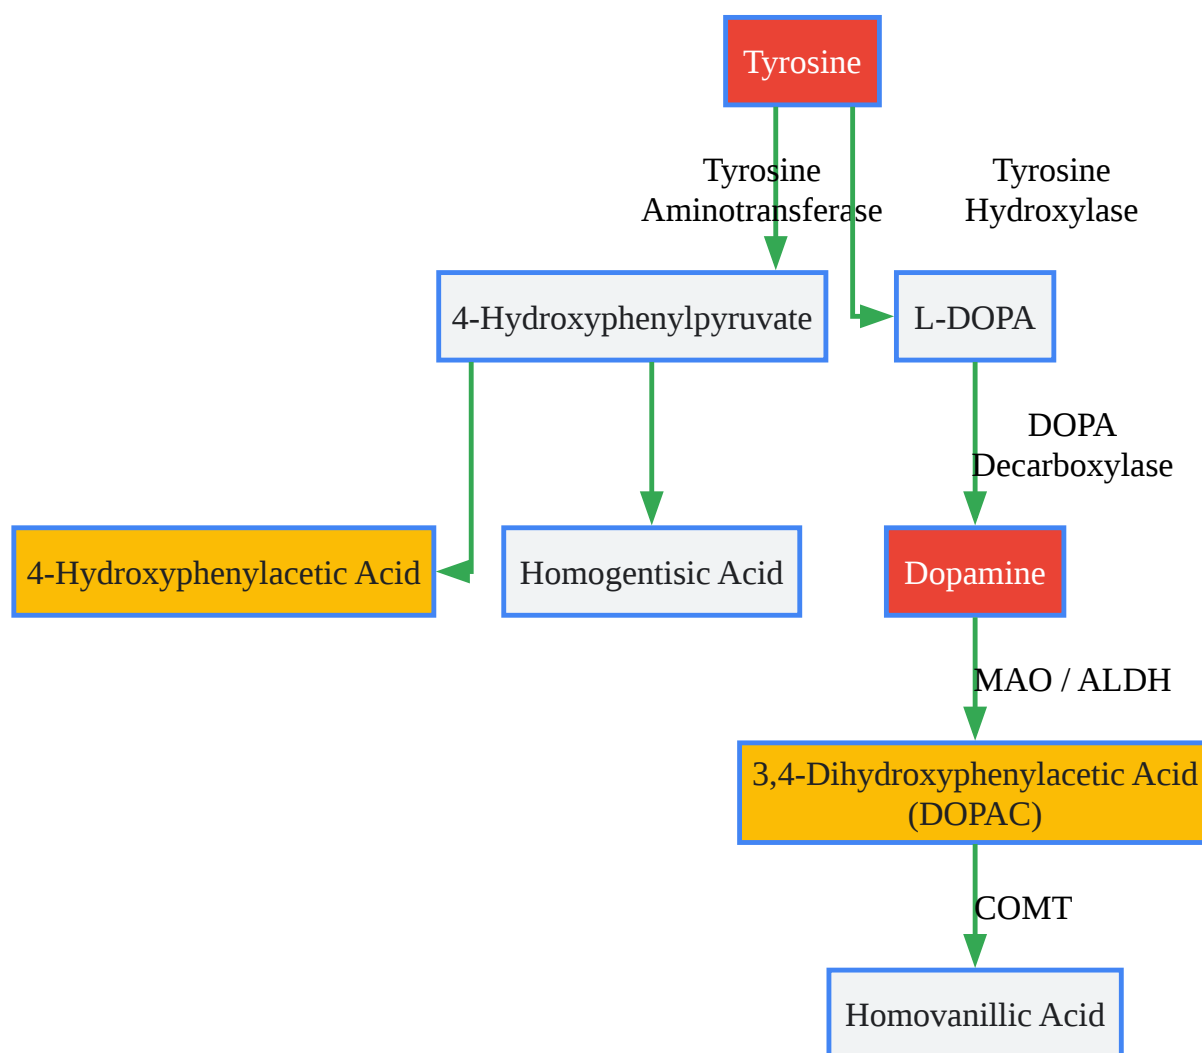 Tyrosine
Tyrosine
Aminotransferase
Tyrosine
Hydroxylase
4-Hydroxyphenylpyruvate
L-DOPA
DOPA
Decarboxylase
4-Hydroxyphenylacetic Acid
Homogentisic Acid
Dopamine
MAO / ALDH
3,4-Dihydroxyphenylacetic Acid
(DOPAC)
COMT
Homovanillic Acid